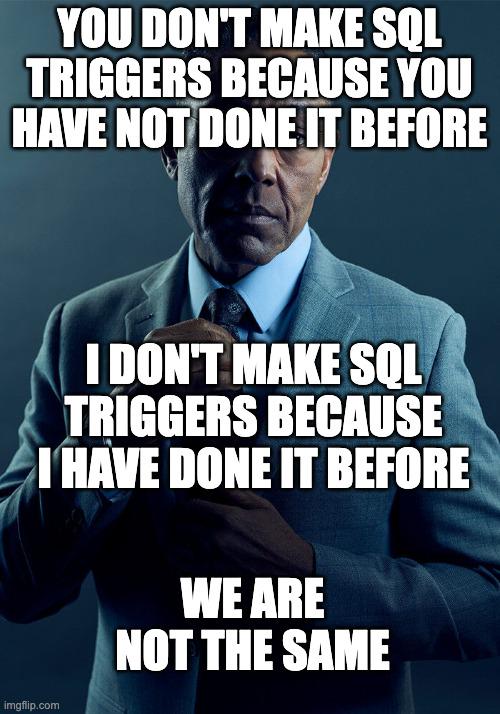 YOU DON'T MAKE SQL
TRIGGERS BECAUSE YOU
HAVE NOT DONE IT BEFORE
I DON'T MAKE SQL
TRIGGERS BECAUSE
I HAVE DONE IT BEFORE
WE ARE
NOT THE SAME
imgflip.com